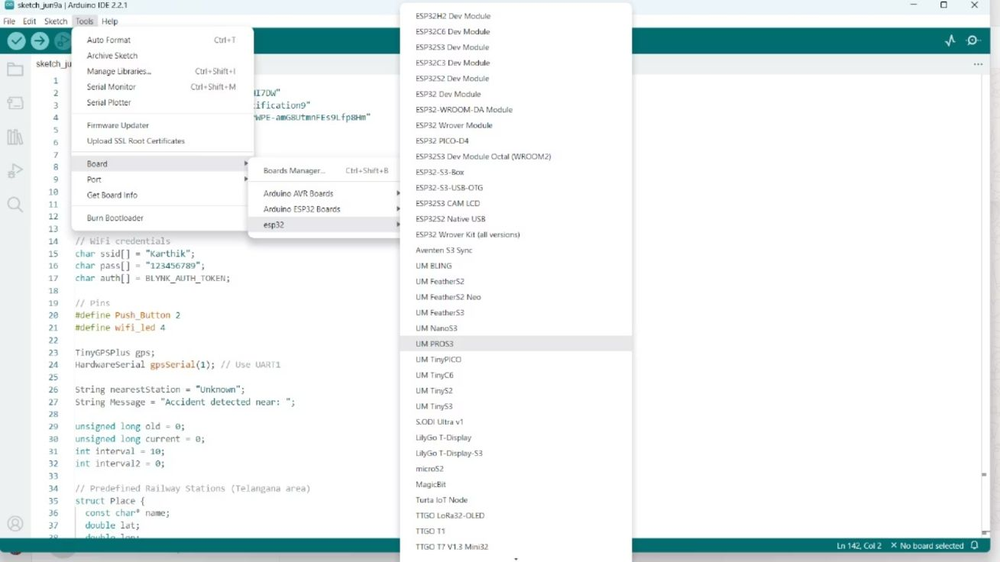 sketch_jun9a | Arduino IDE 2.2.1
File Edit Sketch Tools Help
sketch_ju
Auto Format Ctrl+T
Archive Sketch
Manage Libraries... Ctrl+Shift+I
Serial Monitor Ctrl+Shift+M
Serial Plotter
Firmware Updater
Upload SSL Root Certificates
Board
Port
Get Board Info
Burn Bootloader
Boards Manager... Ctrl+Shift+B
Arduino AVR Boards
Arduino ESP32 Boards
esp32
ESP32H2 Dev Module
ESP32C6 Dev Module
ESP32S3 Dev Module
ESP32C3 Dev Module
ESP32S2 Dev Module
ESP32 Dev Module
ESP32-WROOM-DA Module
ESP32 Wrover Module
ESP32 PICO-D4
ESP32S3 Dev Module Octal (WROOM2)
ESP32-S3-Box
ESP32-S3-USB-OTG
ESP32S3 CAM LCD
ESP32S2 Native USB
ESP32 Wrover Kit (all versions)
Aventen S3 Sync
UM BLING
UM FeatherS2
UM FeatherS2 Neo
UM FeatherS3
UM NanoS3
UM PROS3
UM TinyPICO
UM TinyC6
UM TinyS2
UM TinyS3
S.ODI Ultra v1
LilyGo T-Display
LilyGo T-Display-S3
microS2
MagicBit
Turta IoT Node
TTGO LoRa32-OLED
TTGO T1
TTGO T7 V1.3 Mini32
1
2 HI7DW"
3 ification9"
4 WPE-amG8UtmnFEs9Lfp8Hm"
5
6
7
8
9
10
11
12
13
14 // WiFi credentials
15 char ssid[] = "Karthik";
16 char pass[] = "123456789";
17 char auth[] = BLYNK_AUTH_TOKEN;
18
19 // Pins
20 #define Push_Button 2
21 #define wifi_led 4
22
23 TinyGPSPlus gps;
24 HardwareSerial gpsSerial(1); // Use UART1
25
26 String nearestStation = "Unknown";
27 String Message = "Accident detected near: ";
28
29 unsigned long old = 0;
30 unsigned long current = 0;
31 int interval = 10;
32 int interval2 = 0;
33
34 // Predefined Railway Stations (Telangana area)
35 struct Place {
36 const char* name;
37 double lat;
38 double lon;
Ln 142, Col 2 No board selected